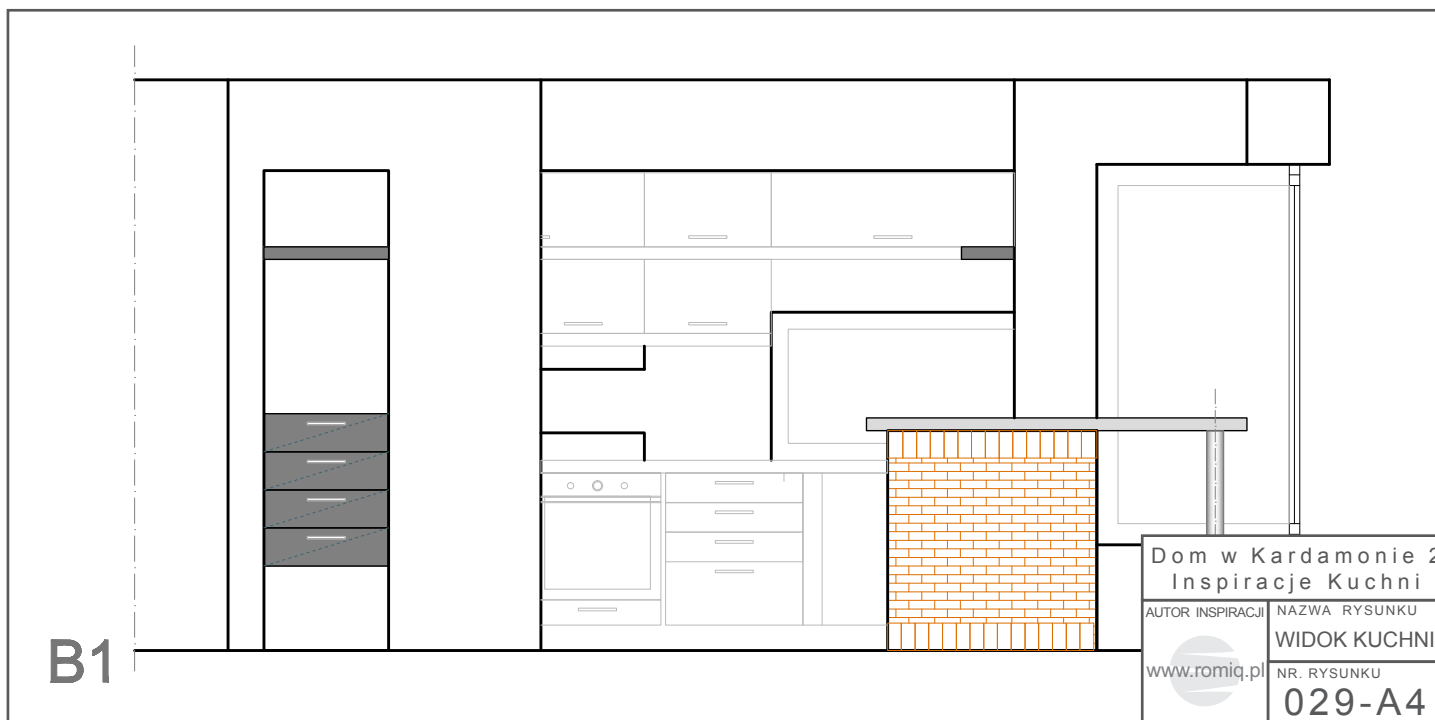 B1
Dom w Kardamonie 2
Inspiracje Kuchni
AUTOR INSPIRACJI
www.romiq.pl
NAZWA RYSUNKU
WIDOK KUCHNI
NR. RYSUNKU
029-A4